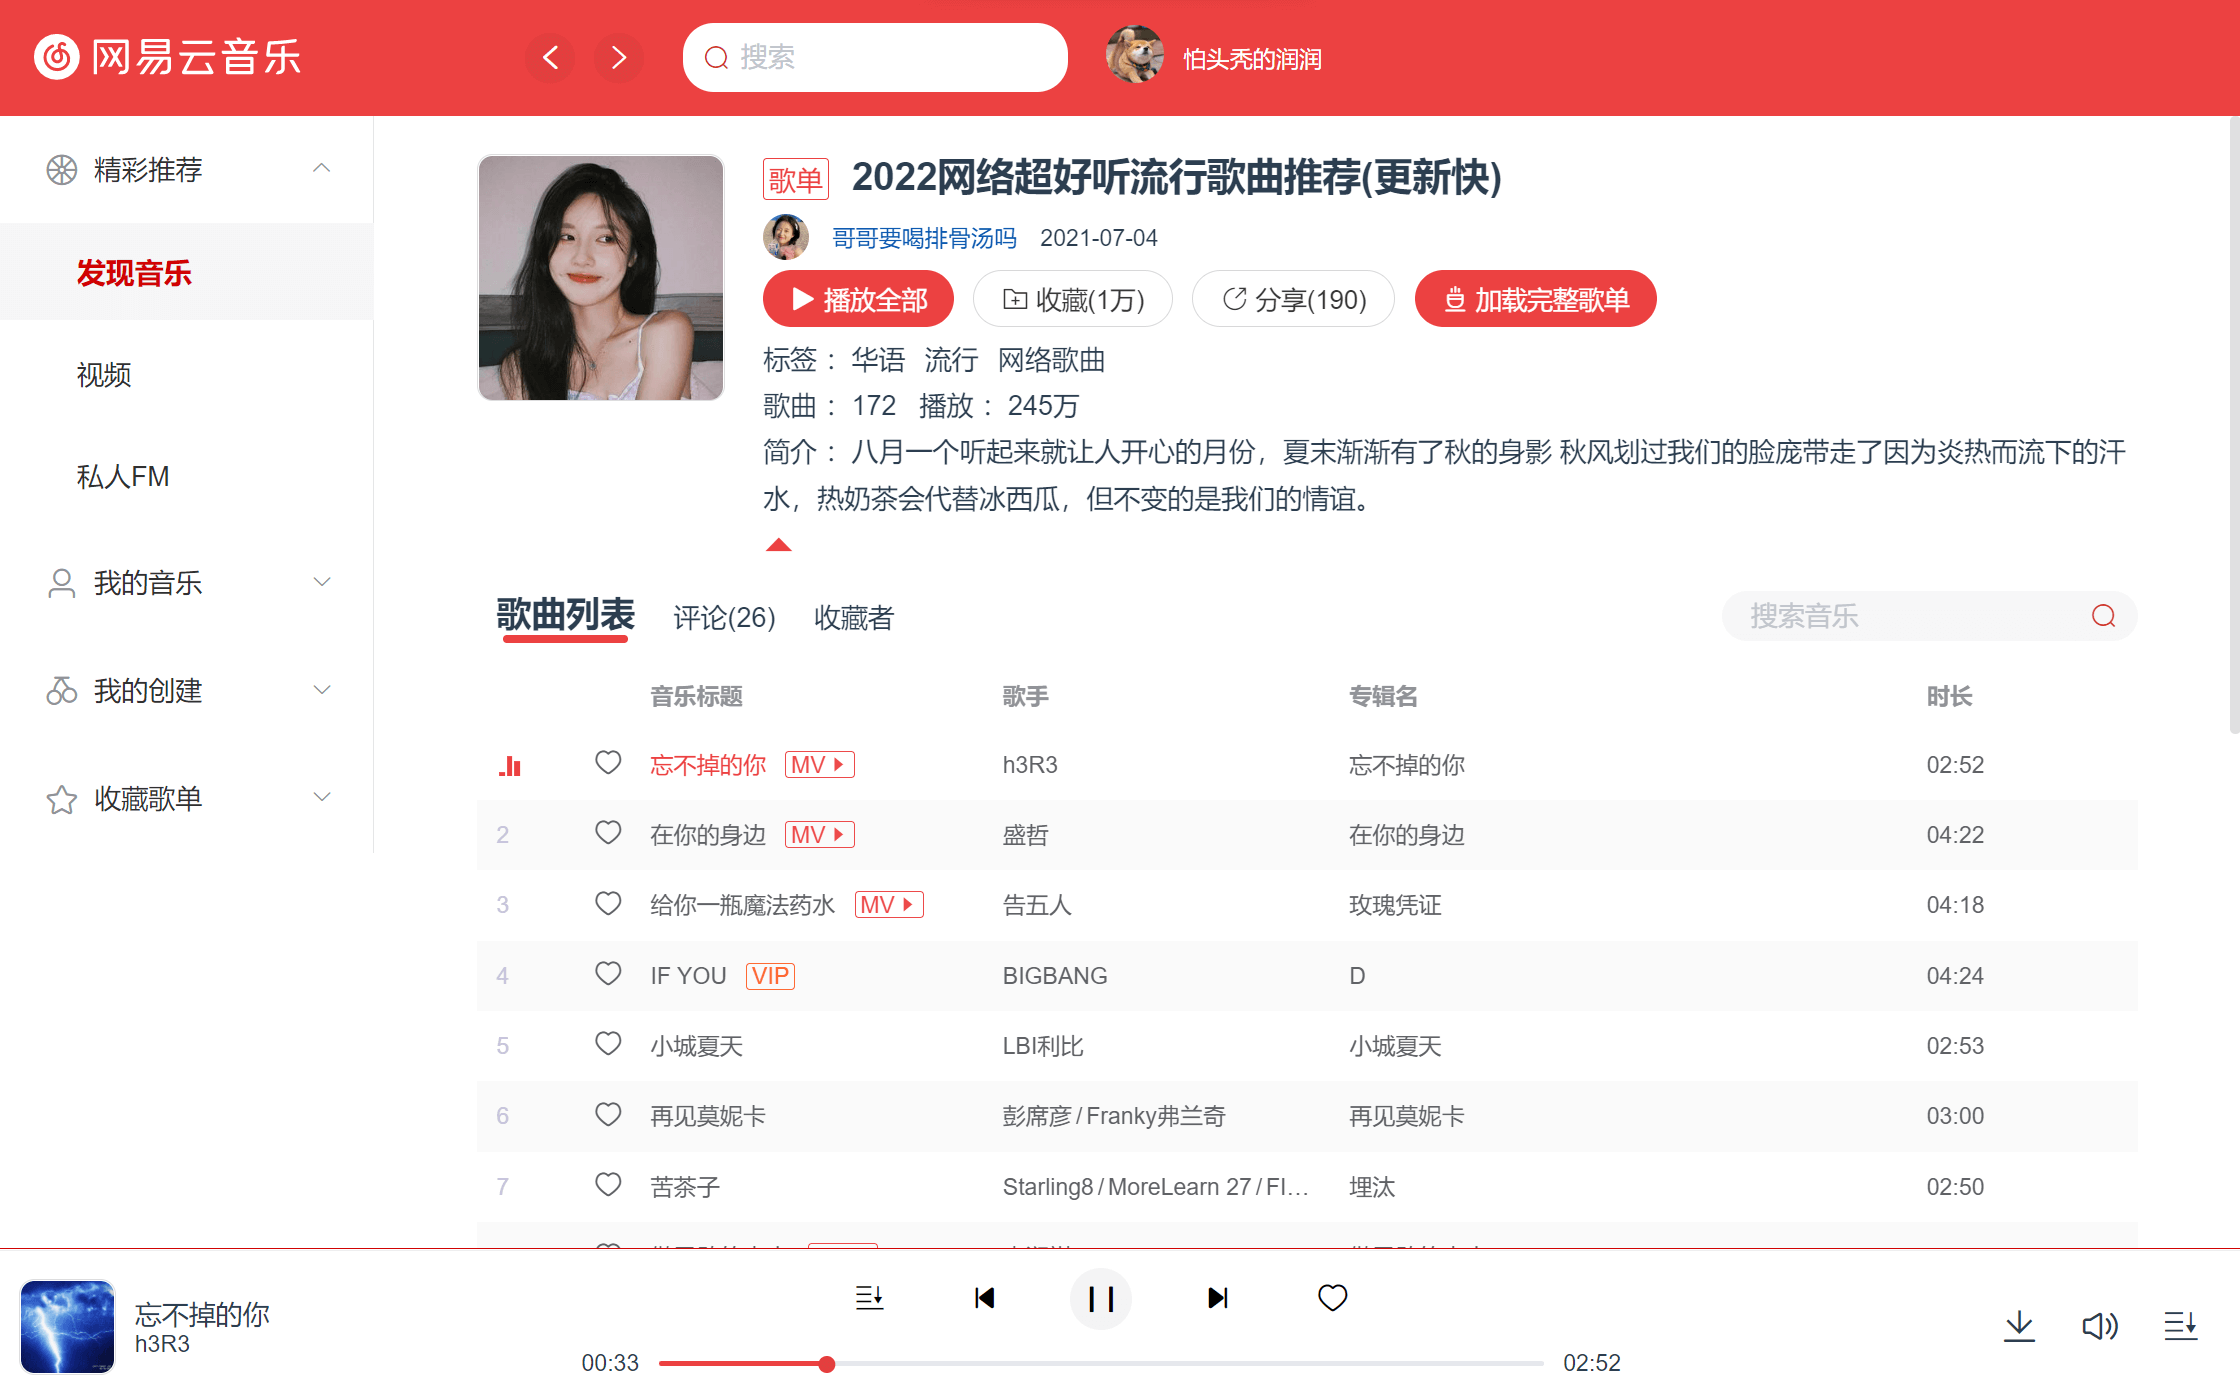 网易云音乐
搜索
怕头秃的润润
精彩推荐
发现音乐
视频
私人FM
我的音乐
我的创建
收藏歌单
歌单 2022网络超好听流行歌曲推荐(更新快)
哥哥要喝排骨汤吗 2021-07-04
播放全部 收藏(1万) 分享(190) 加载完整歌单
标签： 华语 流行 网络歌曲
歌曲： 172 播放： 245万
简介： 八月一个听起来就让人开心的月份，夏末渐渐有了秋的身影 秋风划过我们的脸庞带走了因为炎热而流下的汗
水，热奶茶会代替冰西瓜，但不变的是我们的情谊。
歌曲列表 评论(26) 收藏者 搜索音乐
音乐标题 歌手 专辑名 时长
忘不掉的你 MV h3R3 忘不掉的你 02:52
2 在你的身边 MV 盛哲 在你的身边 04:22
3 给你一瓶魔法药水 MV 告五人 玫瑰凭证 04:18
4 IF YOU VIP BIGBANG D 04:24
5 小城夏天 LBI利比 小城夏天 02:53
6 再见莫妮卡 彭席彦/Franky弗兰奇 再见莫妮卡 03:00
7 苦茶子 Starling8/MoreLearn 27/FI... 埋汰 02:50
忘不掉的你
h3R3
00:33 02:52